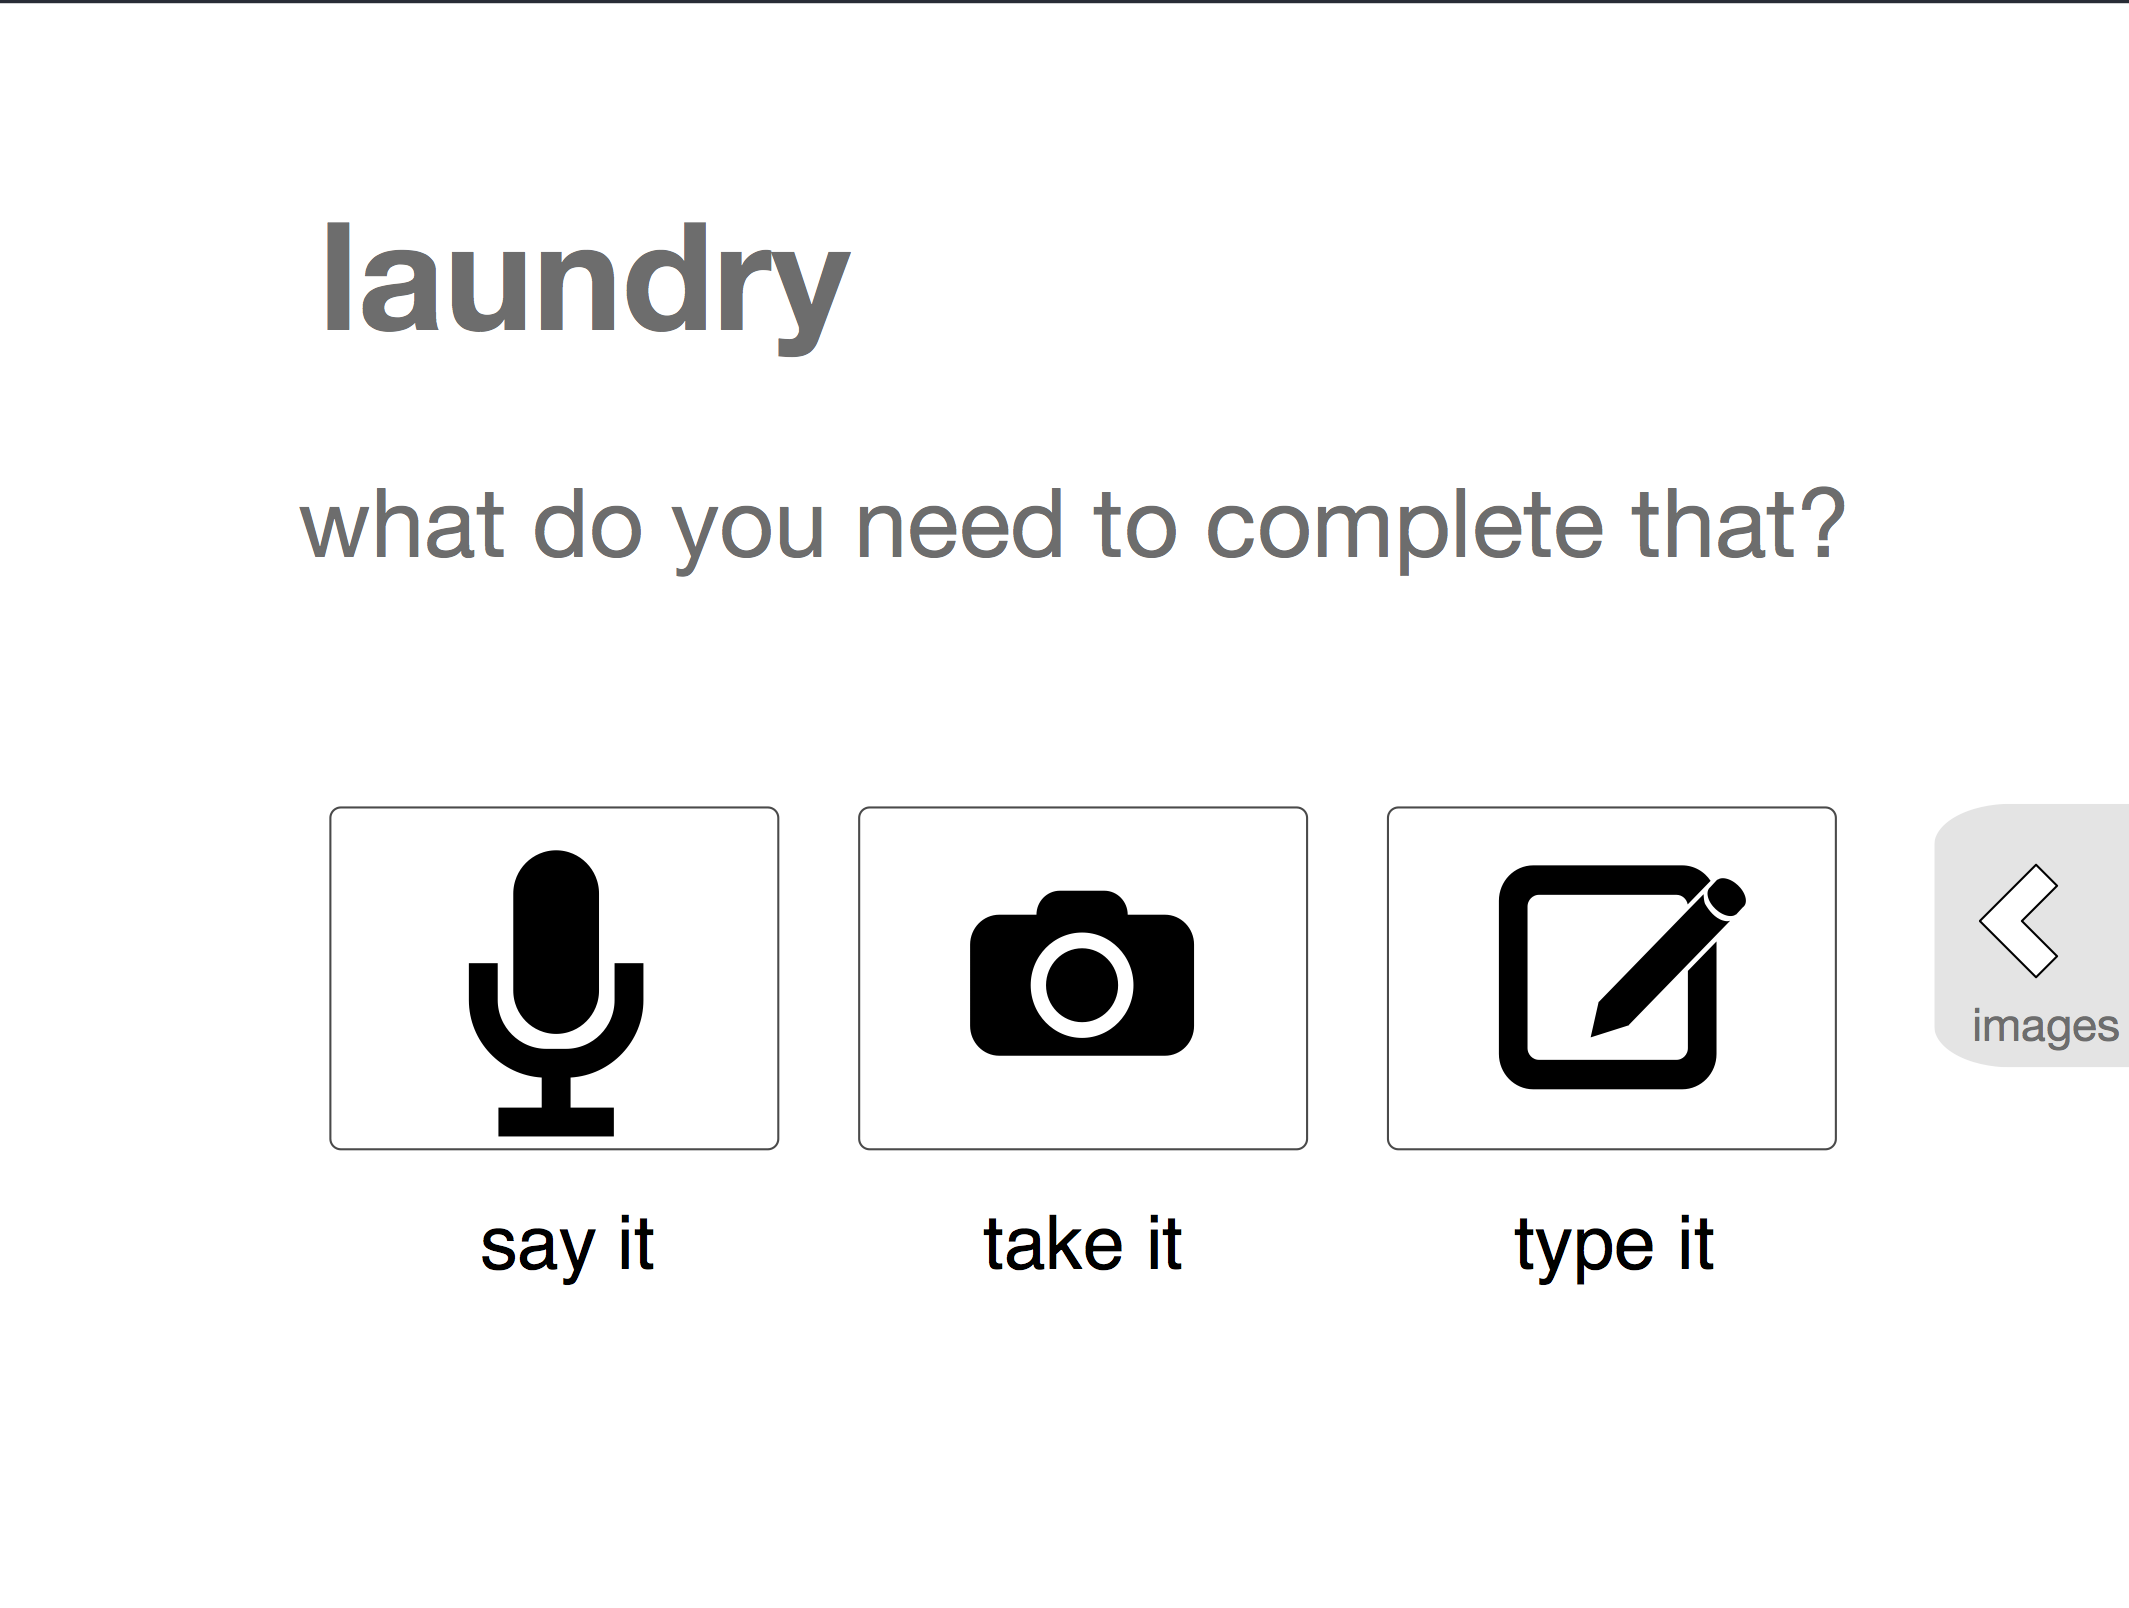 laundry
what do you need to complete that?
images
say it
take it
type it